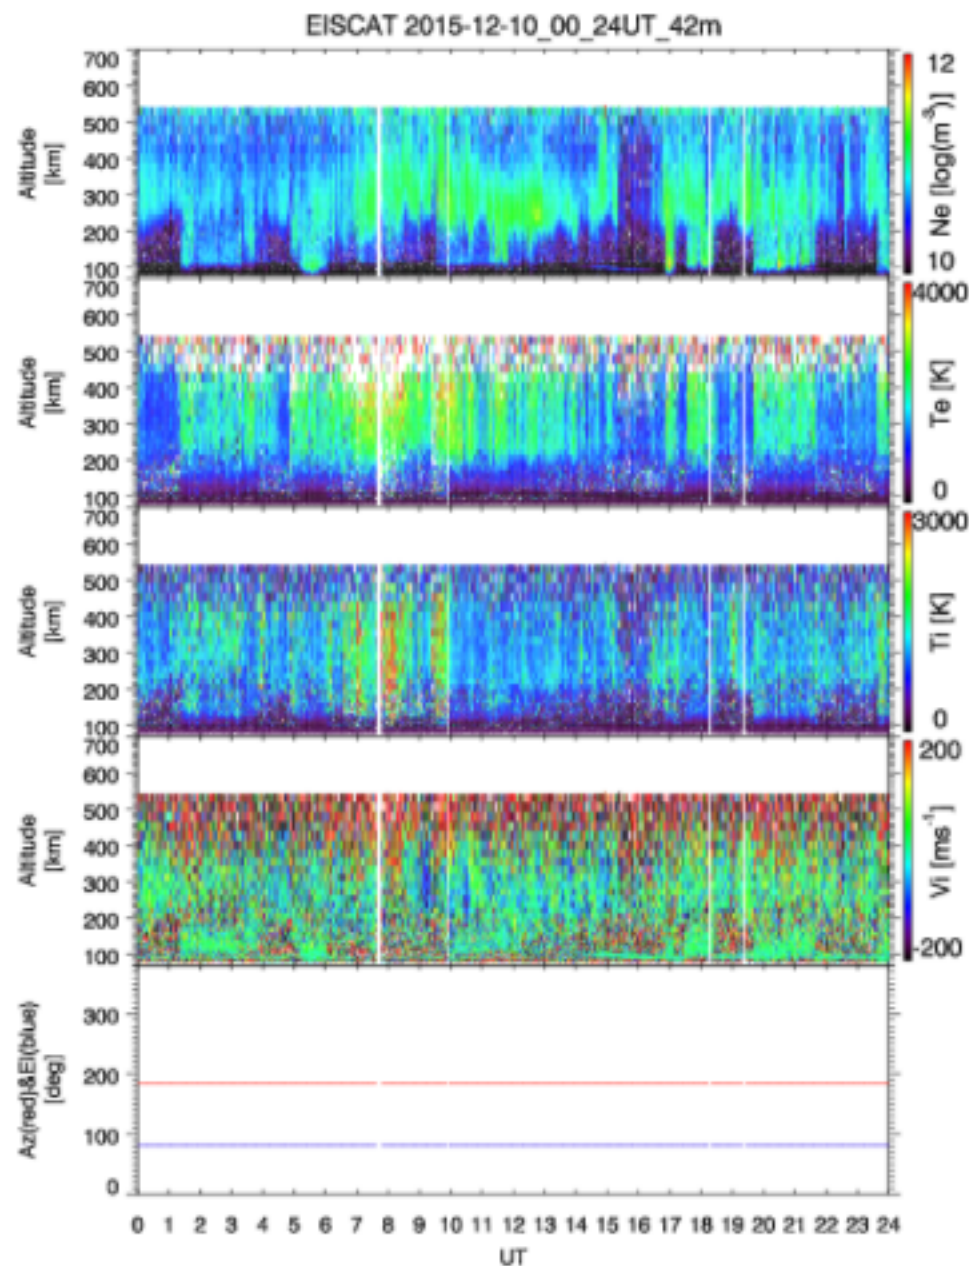 EISCAT 2015-12-10_00_24UT_42m
700
600
500
400
300
200
100
Altitude
[km]
12
10
Ne [log(m⁻³)]
700
600
500
400
300
200
100
Altitude
[km]
4000
0
Te [K]
700
600
500
400
300
200
100
Altitude
[km]
3000
0
Ti [K]
700
600
500
400
300
200
100
Altitude
[km]
200
-200
Vi [ms⁻¹]
300
200
100
0
Az(red)&El(blue)
[deg]
0 1 2 3 4 5 6 7 8 9 10 11 12 13 14 15 16 17 18 19 20 21 22 23 24
UT